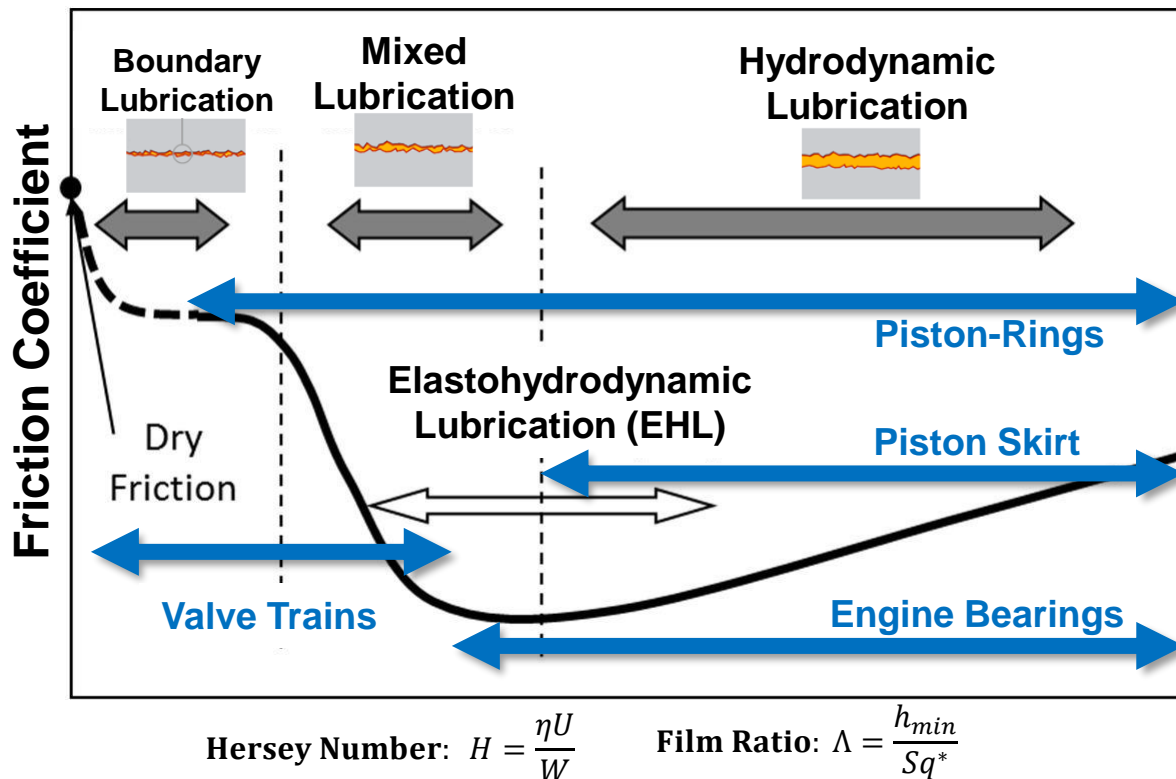 Friction Coefficient
Boundary
Lubrication
Mixed
Lubrication
Hydrodynamic
Lubrication
Piston-Rings
Elastohydrodynamic
Lubrication (EHL)
Dry
Friction
Piston Skirt
Valve Trains
Engine Bearings
Hersey Number: H = ηU/W
Film Ratio: Λ = h_min/Sq*